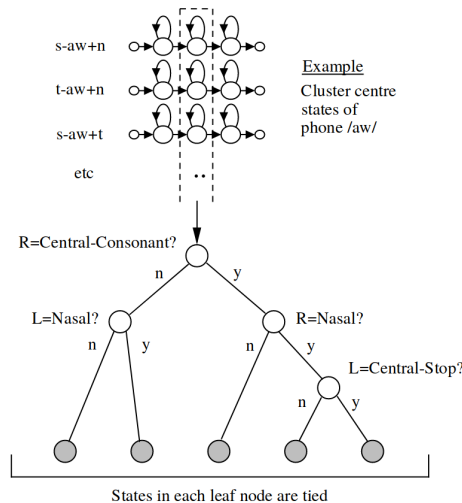 s-aw+n
t-aw+n
s-aw+t
etc
..
Example
Cluster centre
states of
phone /aw/
R=Central-Consonant?
n
y
L=Nasal?
R=Nasal?
n
y
n
y
L=Central-Stop?
n
y
States in each leaf node are tied